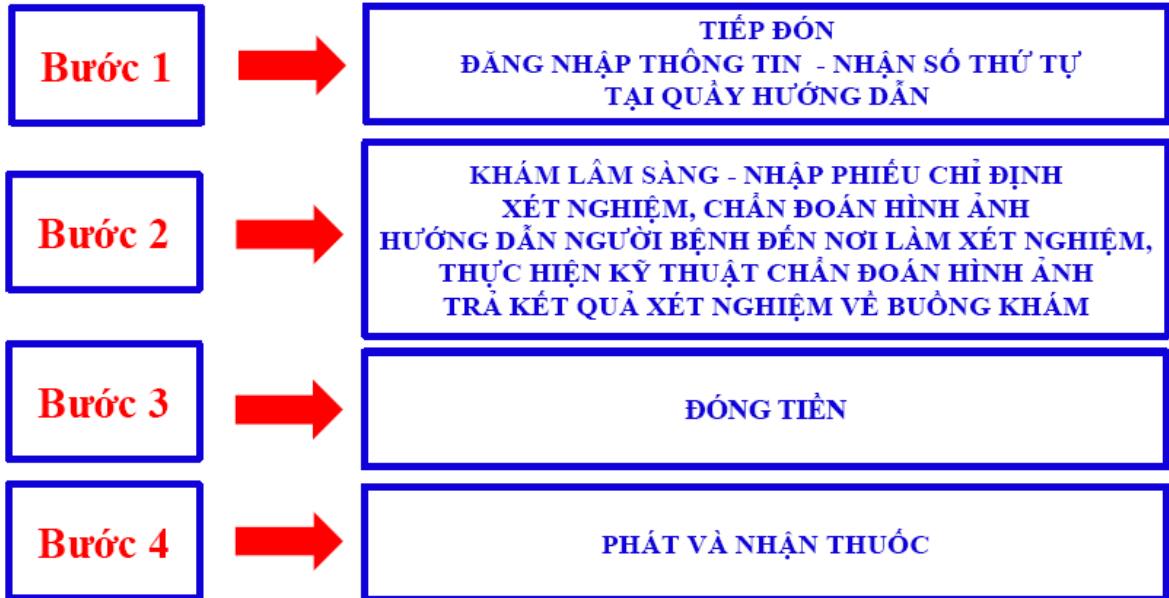 Bước 1
TIẾP ĐÓN
ĐĂNG NHẬP THÔNG TIN - NHẬN SỐ THỨ TỰ
TẠI QUẦY HƯỚNG DẪN
Bước 2
KHÁM LÂM SÀNG - NHẬP PHIẾU CHỈ ĐỊNH
XÉT NGHIỆM, CHẨN ĐOÁN HÌNH ẢNH
HƯỚNG DẪN NGƯỜI BỆNH ĐẾN NƠI LÀM XÉT NGHIỆM,
THỰC HIỆN KỸ THUẬT CHẨN ĐOÁN HÌNH ẢNH
TRẢ KẾT QUẢ XÉT NGHIỆM VỀ BUỒNG KHÁM
Bước 3
ĐÓNG TIỀN
Bước 4
PHÁT VÀ NHẬN THUỐC